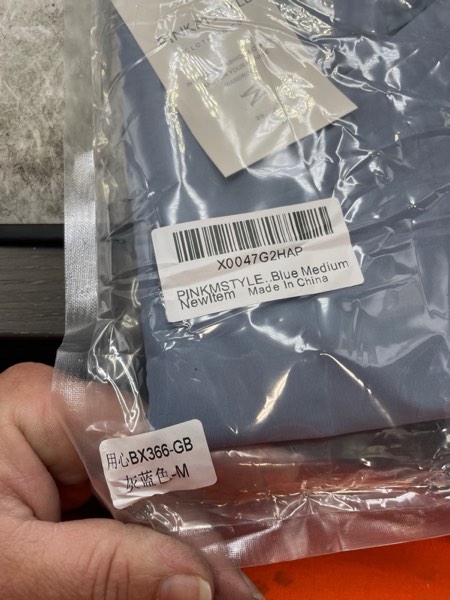 PINKMSTYLE
M
X0047G2HAP
PINKMSTYLE...Blue Medium
NewItem Made In China
用心BX366-GB
灰蓝色-M